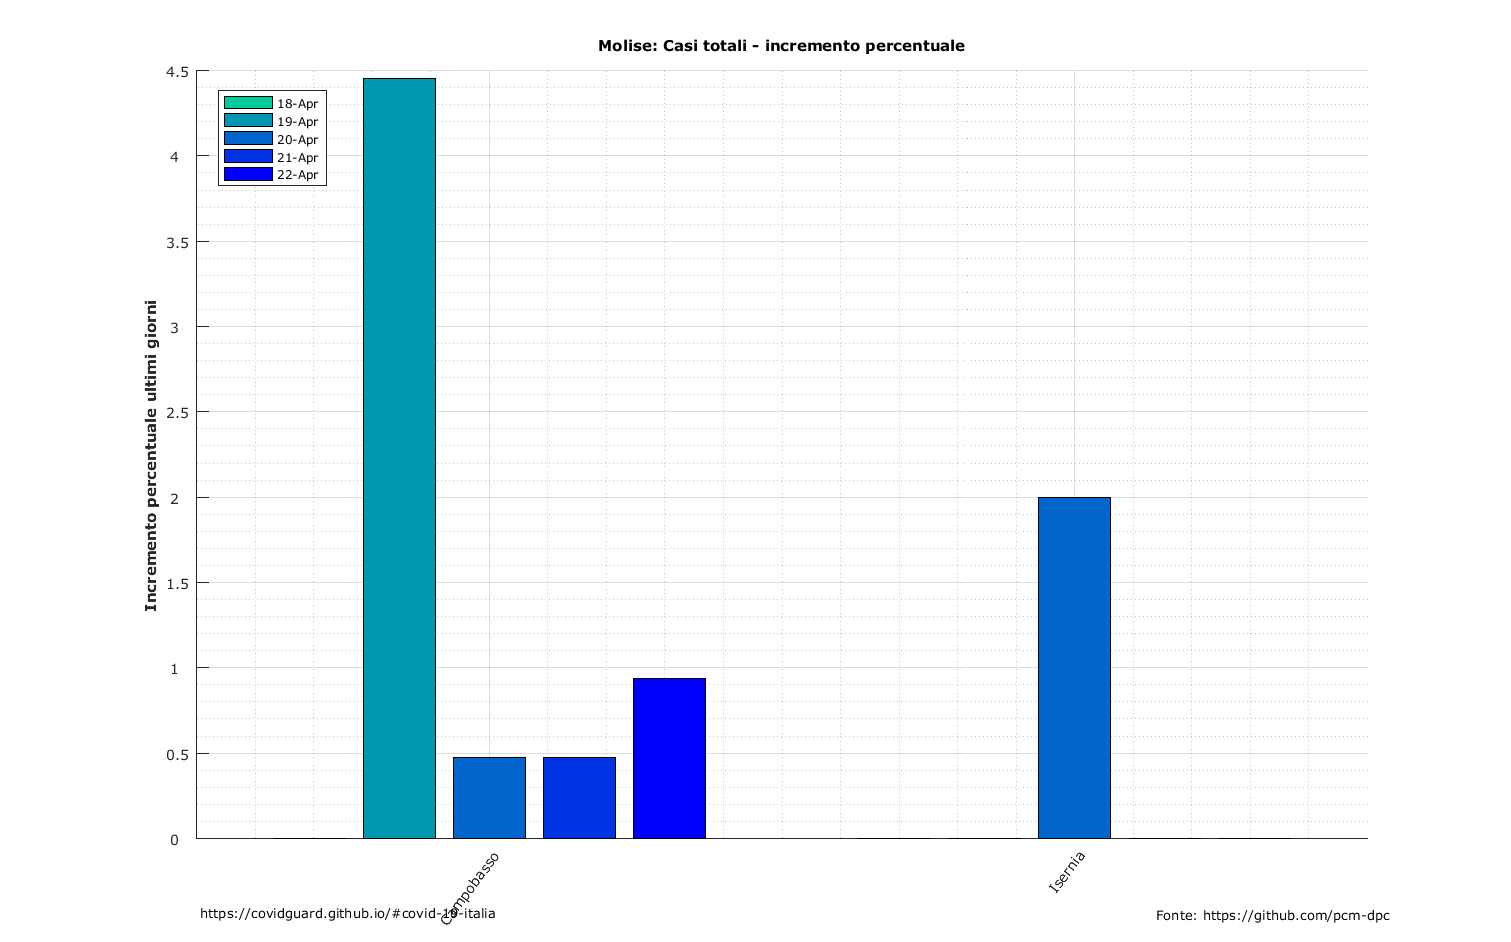 Molise: Casi totali - incremento percentuale
Incremento percentuale ultimi giorni
4.5
4
3.5
3
2.5
2
1.5
1
0.5
0
18-Apr
19-Apr
20-Apr
21-Apr
22-Apr
Campobasso
Isernia
https://covidguard.github.io/#covid-19-italia
Fonte: https://github.com/pcm-dpc